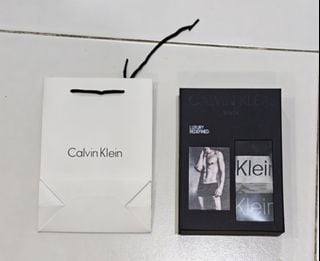 Calvin Klein
CALVIN KLEIN
LUXURY
REDEFINED
Klein
Klein